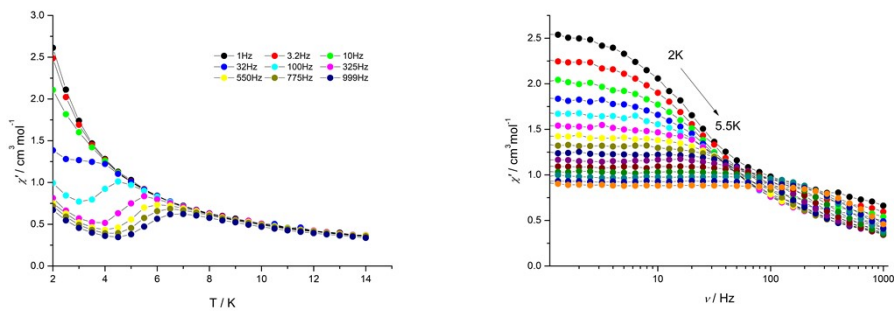 χ' / cm³ mol⁻¹
3.0
2.5
2.0
1.5
1.0
0.5
0.0
1Hz 3.2Hz 10Hz
32Hz 100Hz 325Hz
550Hz 775Hz 999Hz
2 4 6 8 10 12 14
T / K
χ' / cm³ mol⁻¹
2.5
2.0
1.5
1.0
0.5
0.0
2K
5.5K
10 100 1000
ν / Hz